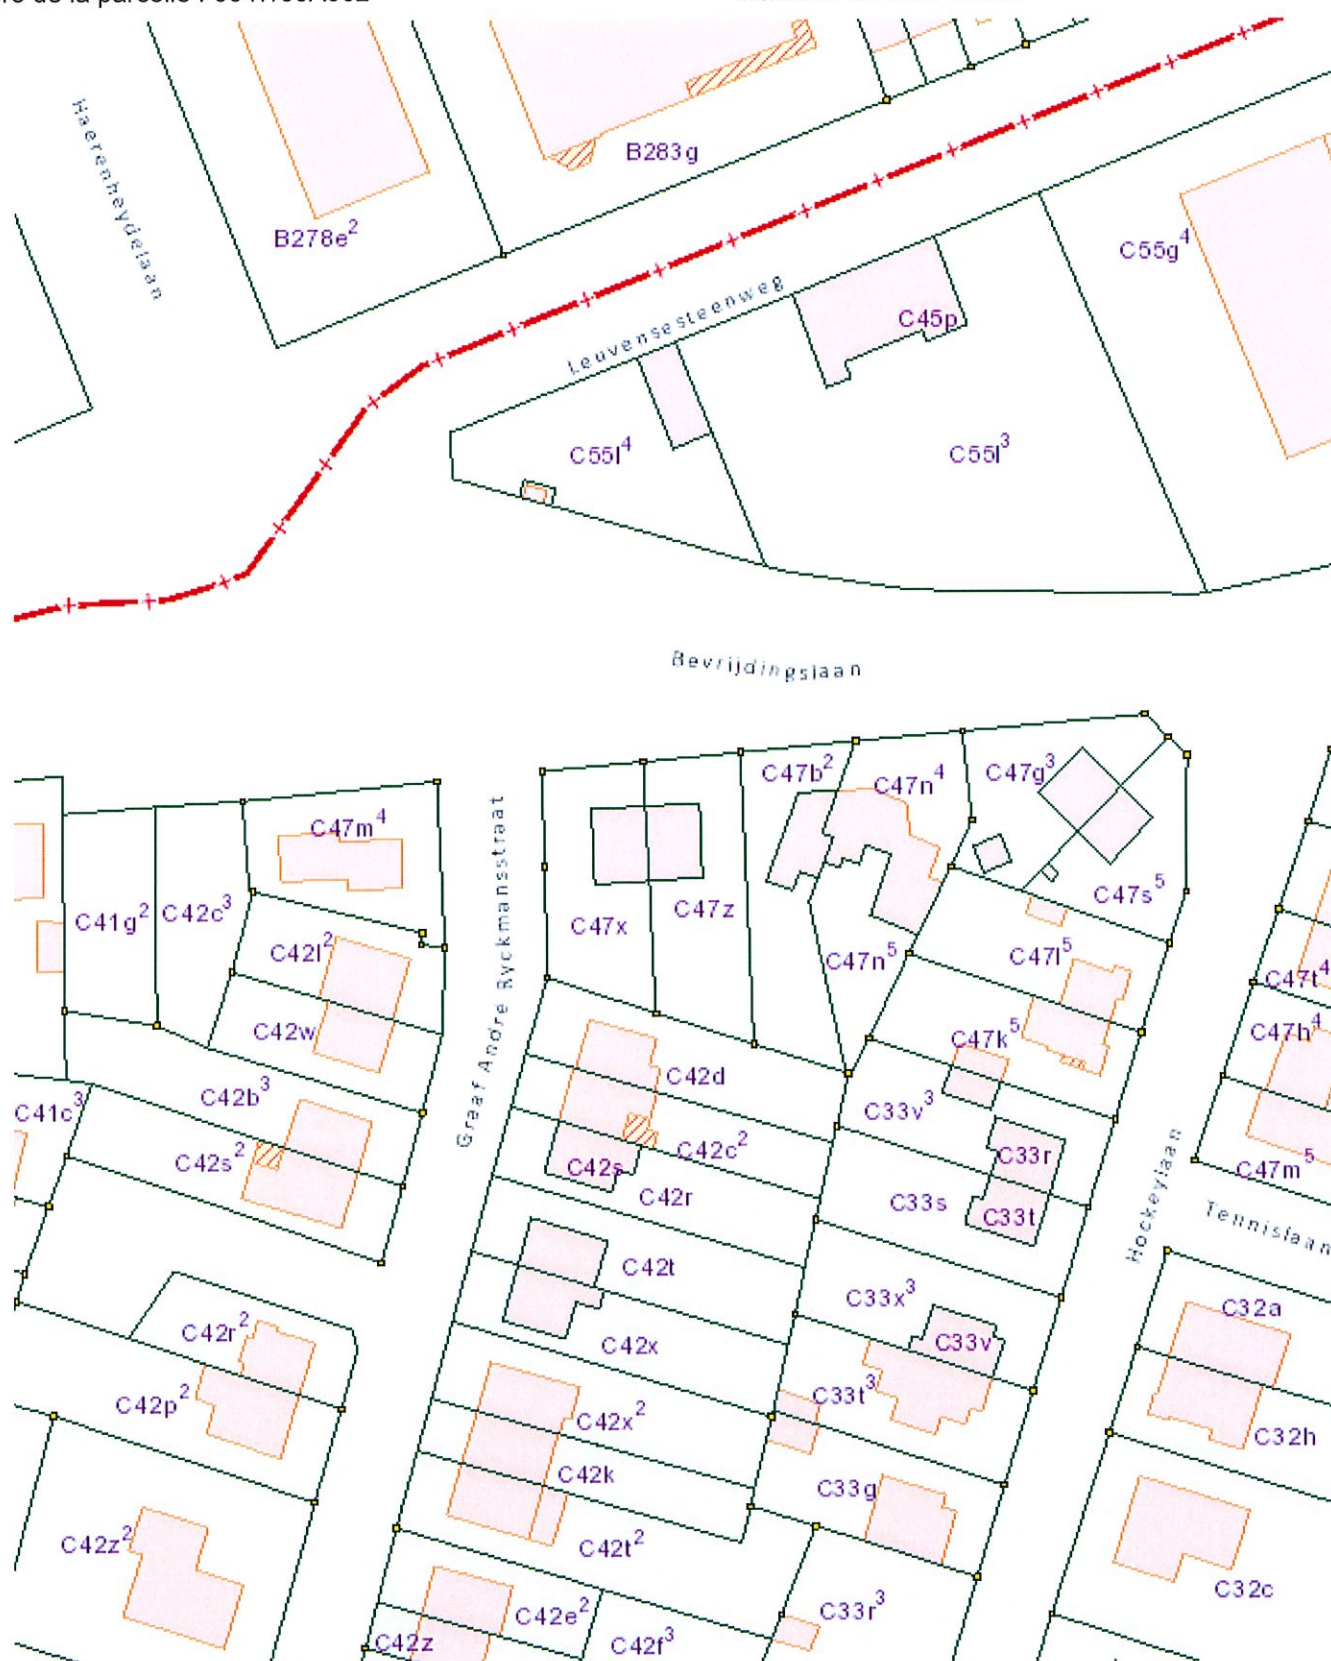 Haerenheydelaan
B283g
B278e²
C55g⁴
Leuvensesteenweg
C45p
C55l⁴
C55l³
Bevrijdingslaan
C47b²
C47n⁴
C47g³
C47m⁴
Graaf Andre Ryckmansstraat
C41g²
C42c³
C47x
C47z
C47s⁵
C42l²
C47n⁵
C47l⁵
C47t⁴
C42w
C47k⁵
C47h⁴
C42d
C42b³
C41c³
C33v³
C42c²
C42s²
C42s
C33r
C47m⁵
C42r
C33s
C33t
Hockeylaan
Tennislaan
C42t
C33x³
C32a
C42r²
C42x
C33v
C42p²
C33t³
C42x²
C32h
C42k
C33g
C42z²
C42t²
C32c
C42e²
C33r³
C42z
C42f³